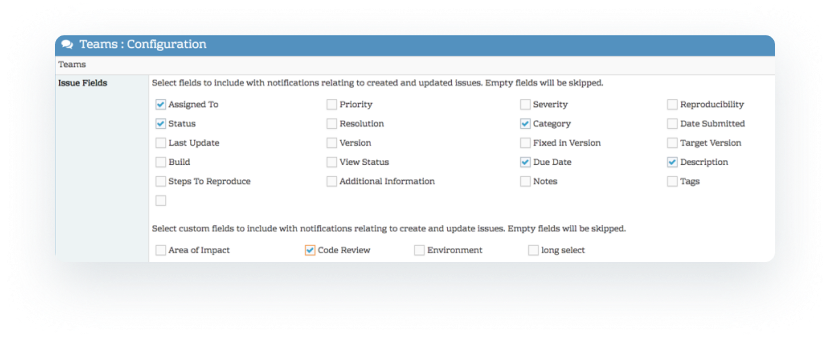 Teams : Configuration
Teams
Issue Fields
Select fields to include with notifications relating to created and updated issues. Empty fields will be skipped.
Assigned To Priority Severity Reproducibility
Status Resolution Category Date Submitted
Last Update Version Fixed in Version Target Version
Build View Status Due Date Description
Steps To Reproduce Additional Information Notes Tags
Select custom fields to include with notifications relating to create and update issues. Empty fields will be skipped.
Area of Impact Code Review Environment long select